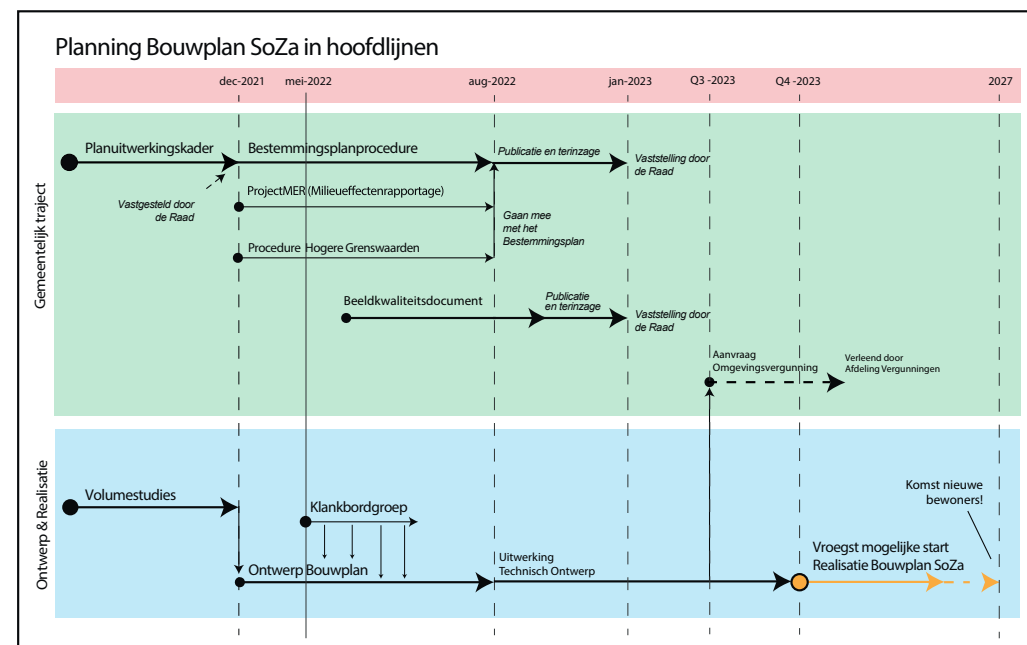 Planning Bouwplan SoZa in hoofdlijnen
dec-2021 mei-2022 aug-2022 jan-2023 Q3 -2023 Q4 -2023 2027
Gemeentelijk traject
Planuitwerkingskader
Bestemmingsplanprocedure
Publicatie en terinzage
Vaststelling door
de Raad
Vastgesteld door
de Raad
ProjectMER (Milieueffectenrapportage)
Gaan mee
met het
Bestemmingsplan
Procedure Hogere Grenswaarden
Beeldkwaliteitsdocument
Publicatie
en terinzage
Vaststelling door
de Raad
Aanvraag
Omgevingsvergunning
Verleend door
Afdeling Vergunningen
Ontwerp & Realisatie
Volumestudies
Klankbordgroep
Komst nieuwe
bewoners!
Ontwerp Bouwplan
Uitwerking
Technisch Ontwerp
Vroegst mogelijke start
Realisatie Bouwplan SoZa